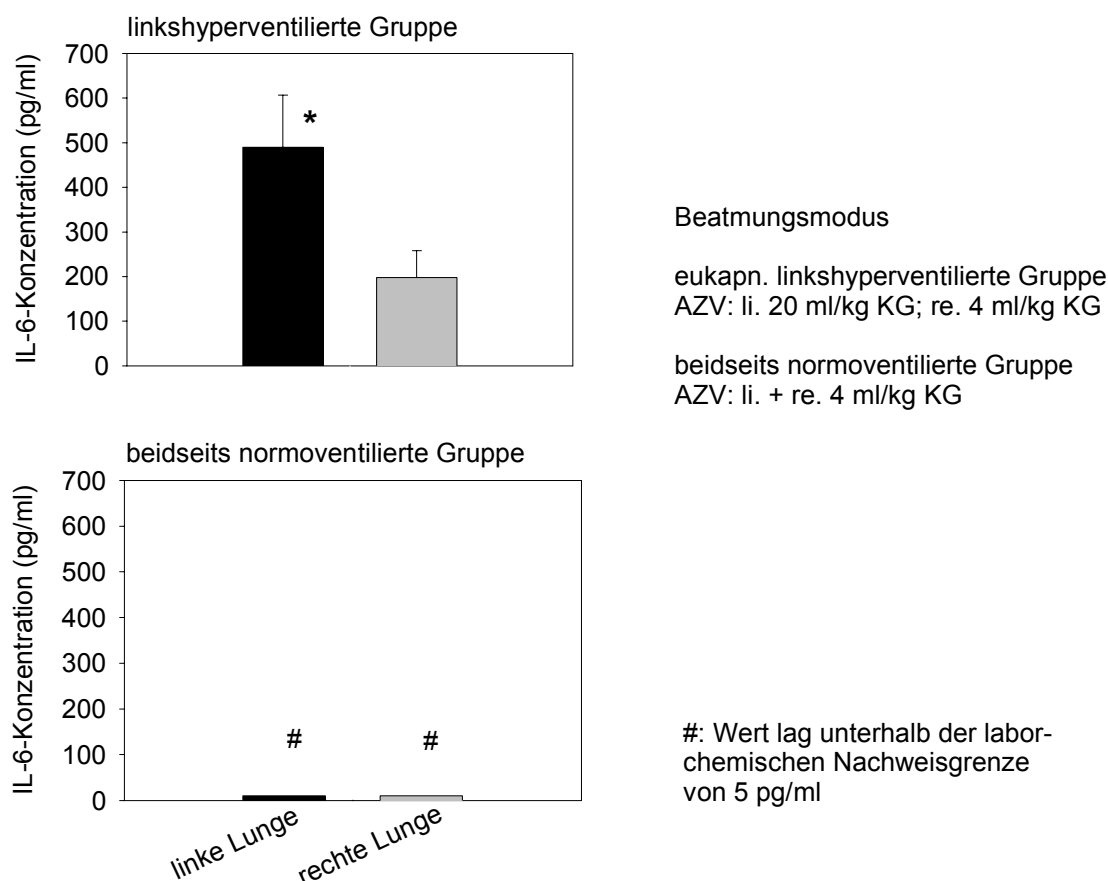 linkshyperventilierte Gruppe
IL-6-Konzentration (pg/ml)
700
600
500
400
300
200
100
0
*
Beatmungsmodus
eukapn. linkshyperventilierte Gruppe
AZV: li. 20 ml/kg KG; re. 4 ml/kg KG
beidseits normoventilierte Gruppe
AZV: li. + re. 4 ml/kg KG
beidseits normoventilierte Gruppe
IL-6-Konzentration (pg/ml)
700
600
500
400
300
200
100
0
# #
linke Lunge
rechte Lunge
#: Wert lag unterhalb der labor-
chemischen Nachweisgrenze
von 5 pg/ml